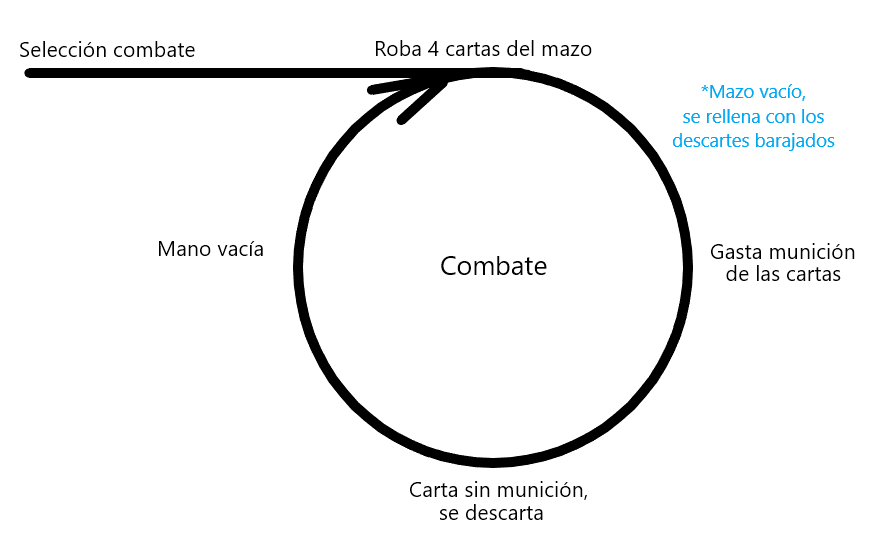 Selección combate
Roba 4 cartas del mazo
*Mazo vacío,
se rellena con los
descartes barajados
Mano vacía
Combate
Gasta munición
de las cartas
Carta sin munición,
se descarta